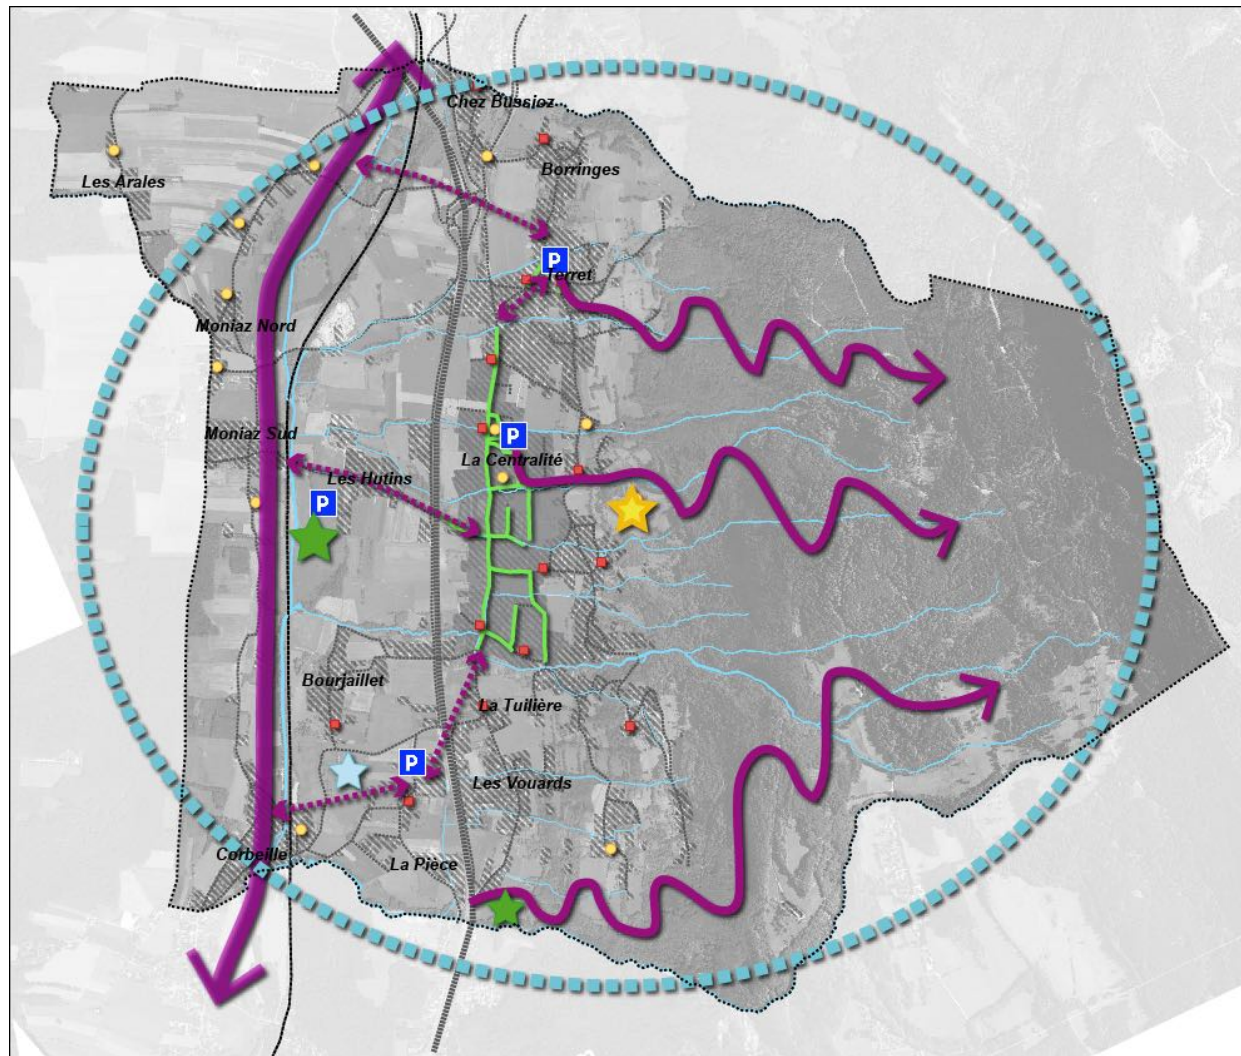 Chez Bussioz
Les Arales
Borringes
P
Terret
Moniaz Nord
Moniaz Sud
P
La Centralité
Les Hutins
P
Bourjaillet
La Tuilière
P
Les Vouards
Corbeille
La Pièce